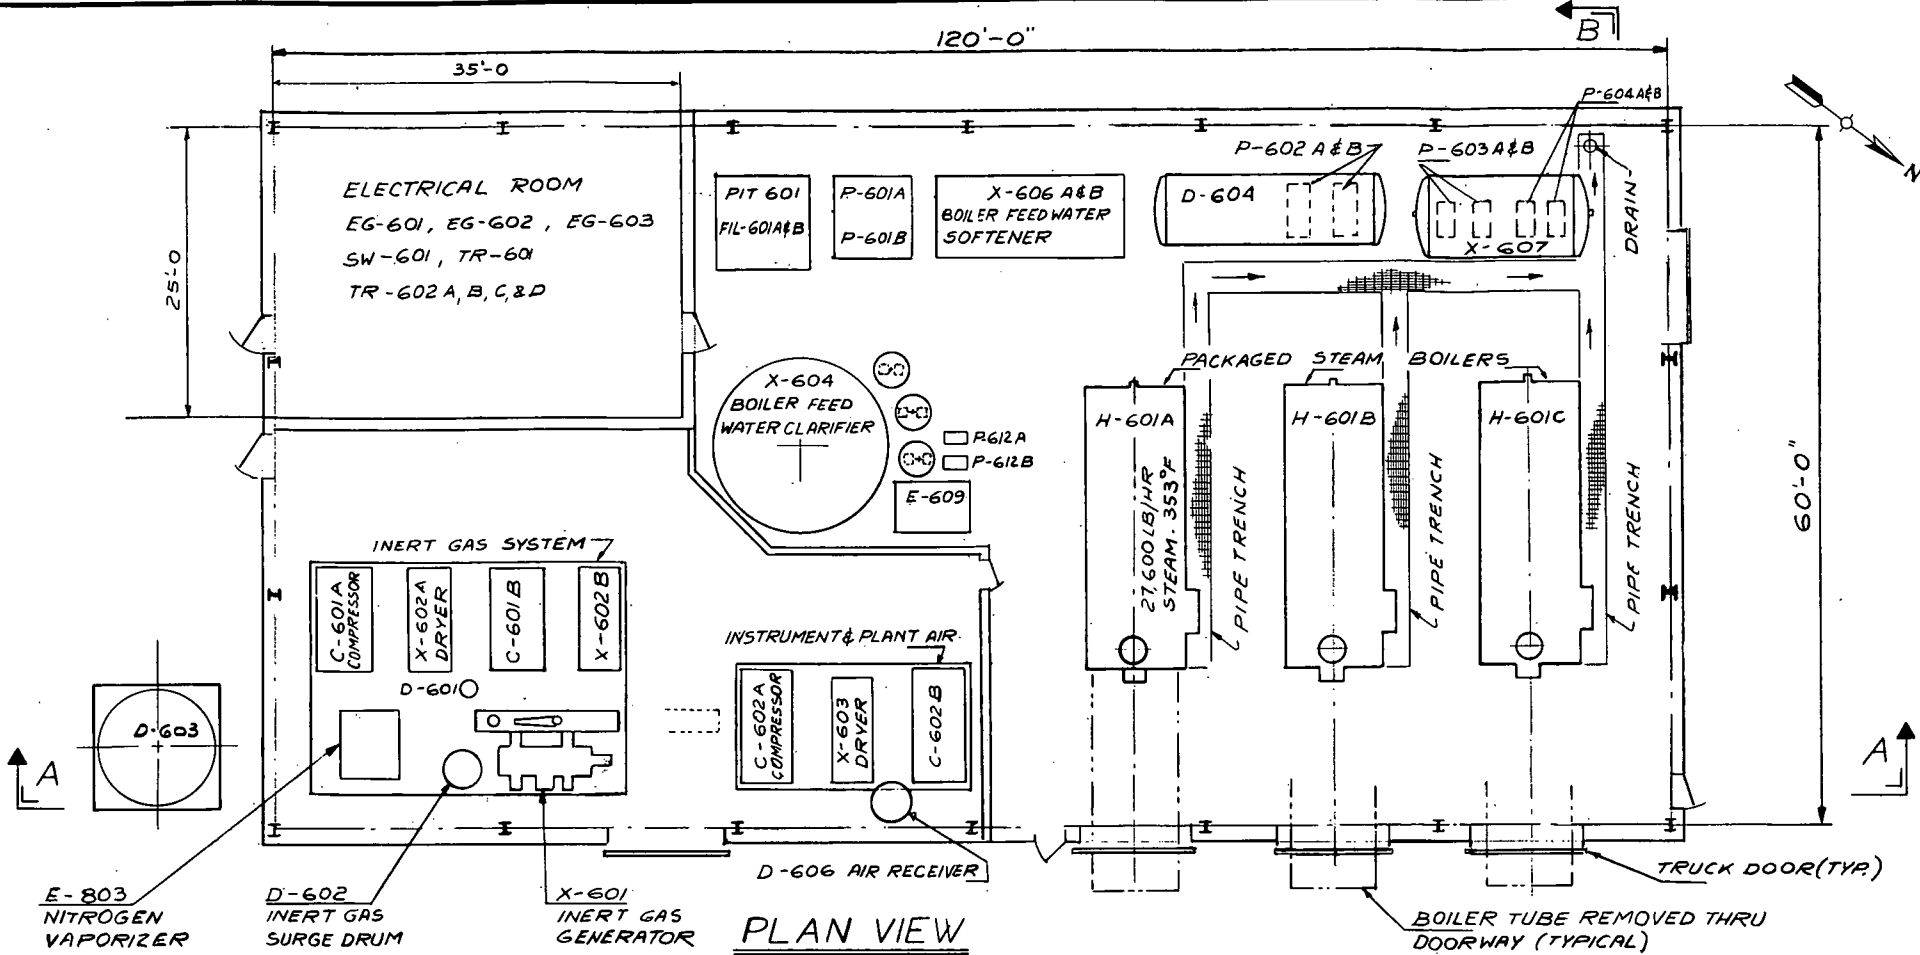 B
120'-0"
35'-0
P-604A&B
N
P-602 A&B
P-603A&B
ELECTRICAL ROOM
EG-601, EG-602, EG-603
SW-601, TR-601
TR-602 A, B, C, & D
25'-0
PIT 601
FIL-601A&B
P-601A
P-601B
X-606 A&B
BOILER FEEDWATER
SOFTENER
D-604
X-607
DRAIN
PACKAGED STEAM BOILERS
X-604
BOILER FEED
WATER CLARIFIER
P-612A
P-612B
E-609
H-601A
27,600 LB/HR
STEAM. 353°F
H-601B
H-601C
PIPE TRENCH
PIPE TRENCH
PIPE TRENCH
60'-0"
INERT GAS SYSTEM
C-601A
COMPRESSOR
X-602A
DRYER
C-601B
X-602B
D-601
INSTRUMENT & PLANT AIR
C-602A
COMPRESSOR
X-603
DRYER
C-602B
D-603
A
A
D-606 AIR RECEIVER
TRUCK DOOR (TYP.)
E-803
NITROGEN
VAPORIZER
D-602
INERT GAS
SURGE DRUM
X-601
INERT GAS
GENERATOR
BOILER TUBE REMOVED THRU
DOORWAY (TYPICAL)
PLAN VIEW